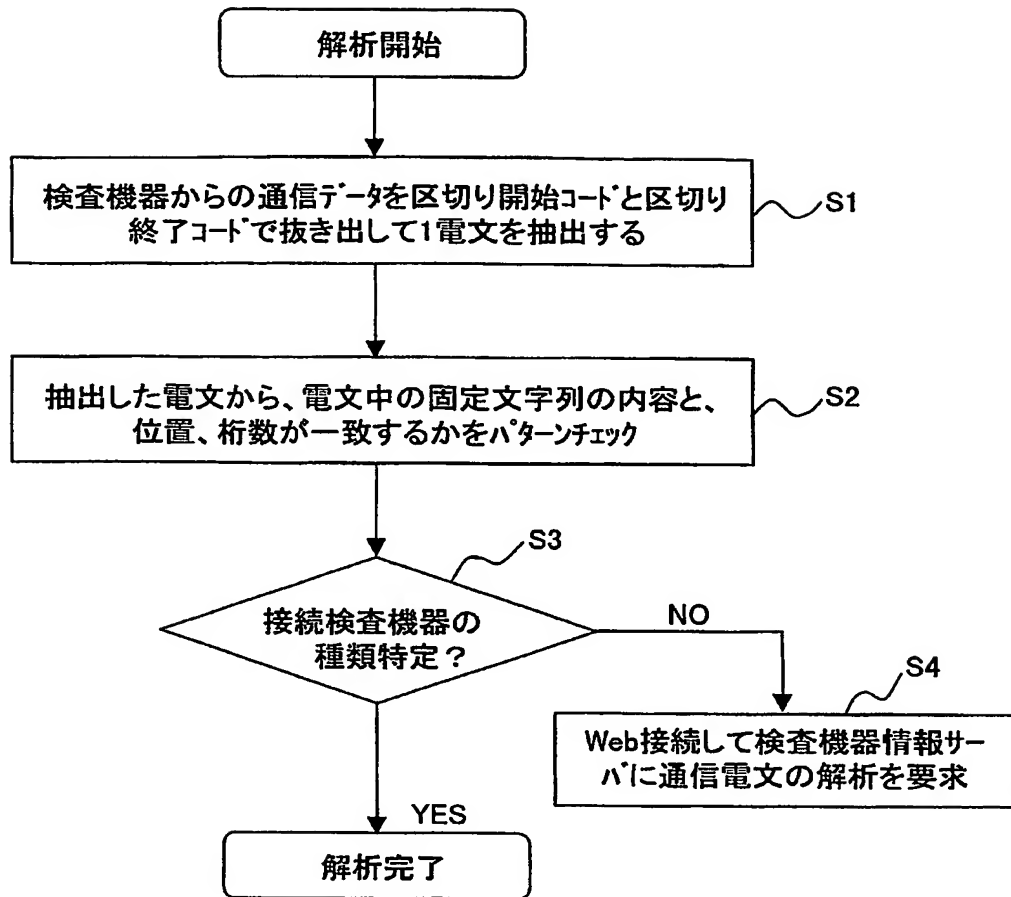 解析開始
検査機器からの通信ﾃﾞｰﾀを区切り開始ｺｰﾄﾞと区切り
終了ｺｰﾄﾞで抜き出して1電文を抽出する
S1
抽出した電文から、電文中の固定文字列の内容と、
位置、桁数が一致するかをﾊﾟﾀｰﾝﾁｪｯｸ
S2
S3
接続検査機器の
種類特定？
NO
S4
Web接続して検査機器情報ｻｰ
ﾊﾞに通信電文の解析を要求
YES
解析完了